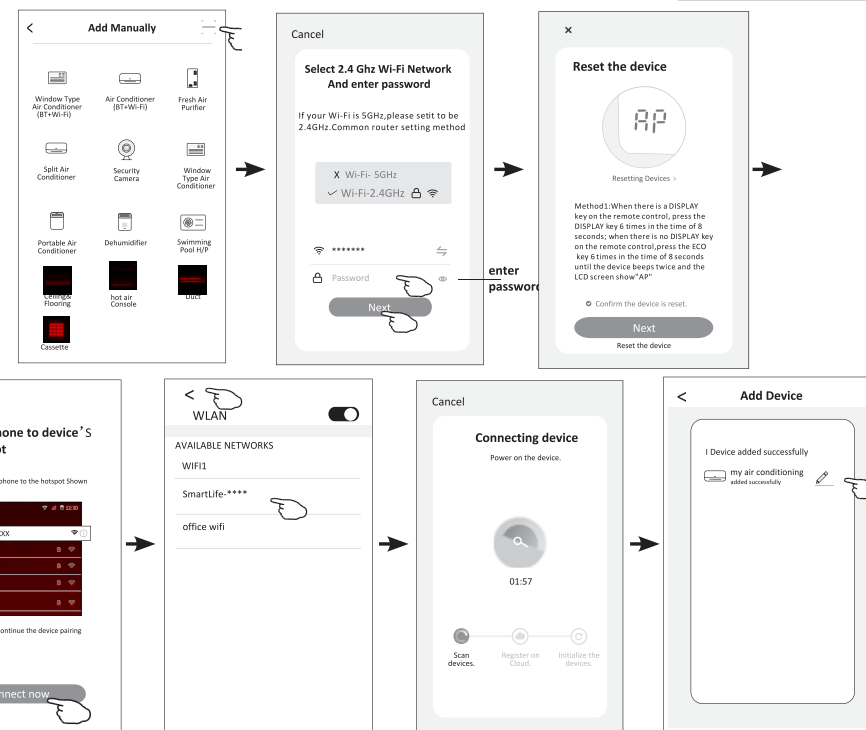 Add Manually
Window Type
Air Conditioner
(BT+Wi-Fi)
Air Conditioner
(BT+Wi-Fi)
Fresh Air
Purifier
Split Air
Conditioner
Security
Camera
Window
Type Air
Conditioner
Portable Air
Conditioner
Dehumidifier
Swimming
Pool H/P
Ceiling&
Flooring
hot air
Console
Duct
Cassette
Cancel
Select 2.4 Ghz Wi-Fi Network
And enter password
If your Wi-Fi is 5GHz,please setit to be
2.4GHz.Common router setting method
X Wi-Fi- 5GHz
Wi-Fi-2.4GHz
*******
Password
Next
enter
password
×
Reset the device
AP
Resetting Devices >
Method1:When there is a DISPLAY
key on the remote control, press the
DISPLAY key 6 times in the time of 8
seconds; when there is no DISPLAY key
on the remote control,press the ECO
key 6 times in the time of 8 seconds
until the device beeps twice and the
LCD screen show"AP"
Confirm the device is reset.
Next
Reset the device
one to device'S
t
phone to the hotspot Shown
12:30
XX
ontinue the device pairing
nnect now
WLAN
AVAILABLE NETWORKS
WIFI1
SmartLife-****
office wifi
Cancel
Connecting device
Power on the device.
01:57
Scan
devices.
Register on
Cloud.
Initialize the
devices.
Add Device
I Device added successfully
my air conditioning
added successfully